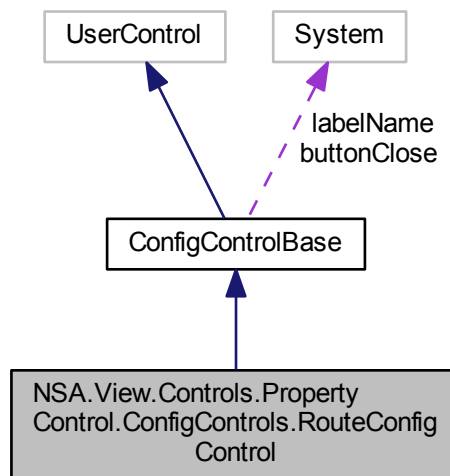 UserControl
System
labelName
buttonClose
ConfigControlBase
NSA.View.Controls.Property
Control.ConfigControls.RouteConfig
Control